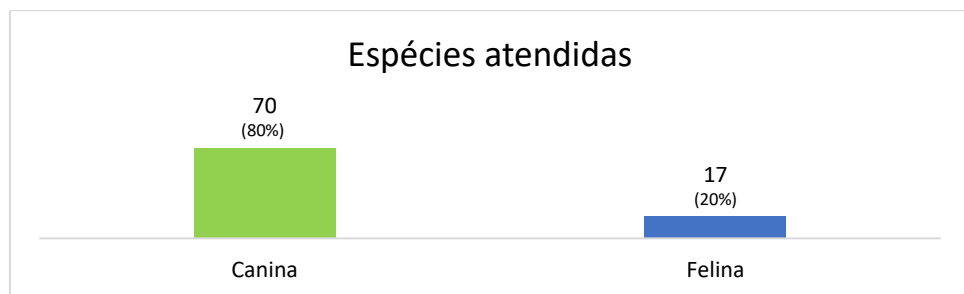 Espécies atendidas
70
(80%)
17
(20%)
Canina
Felina